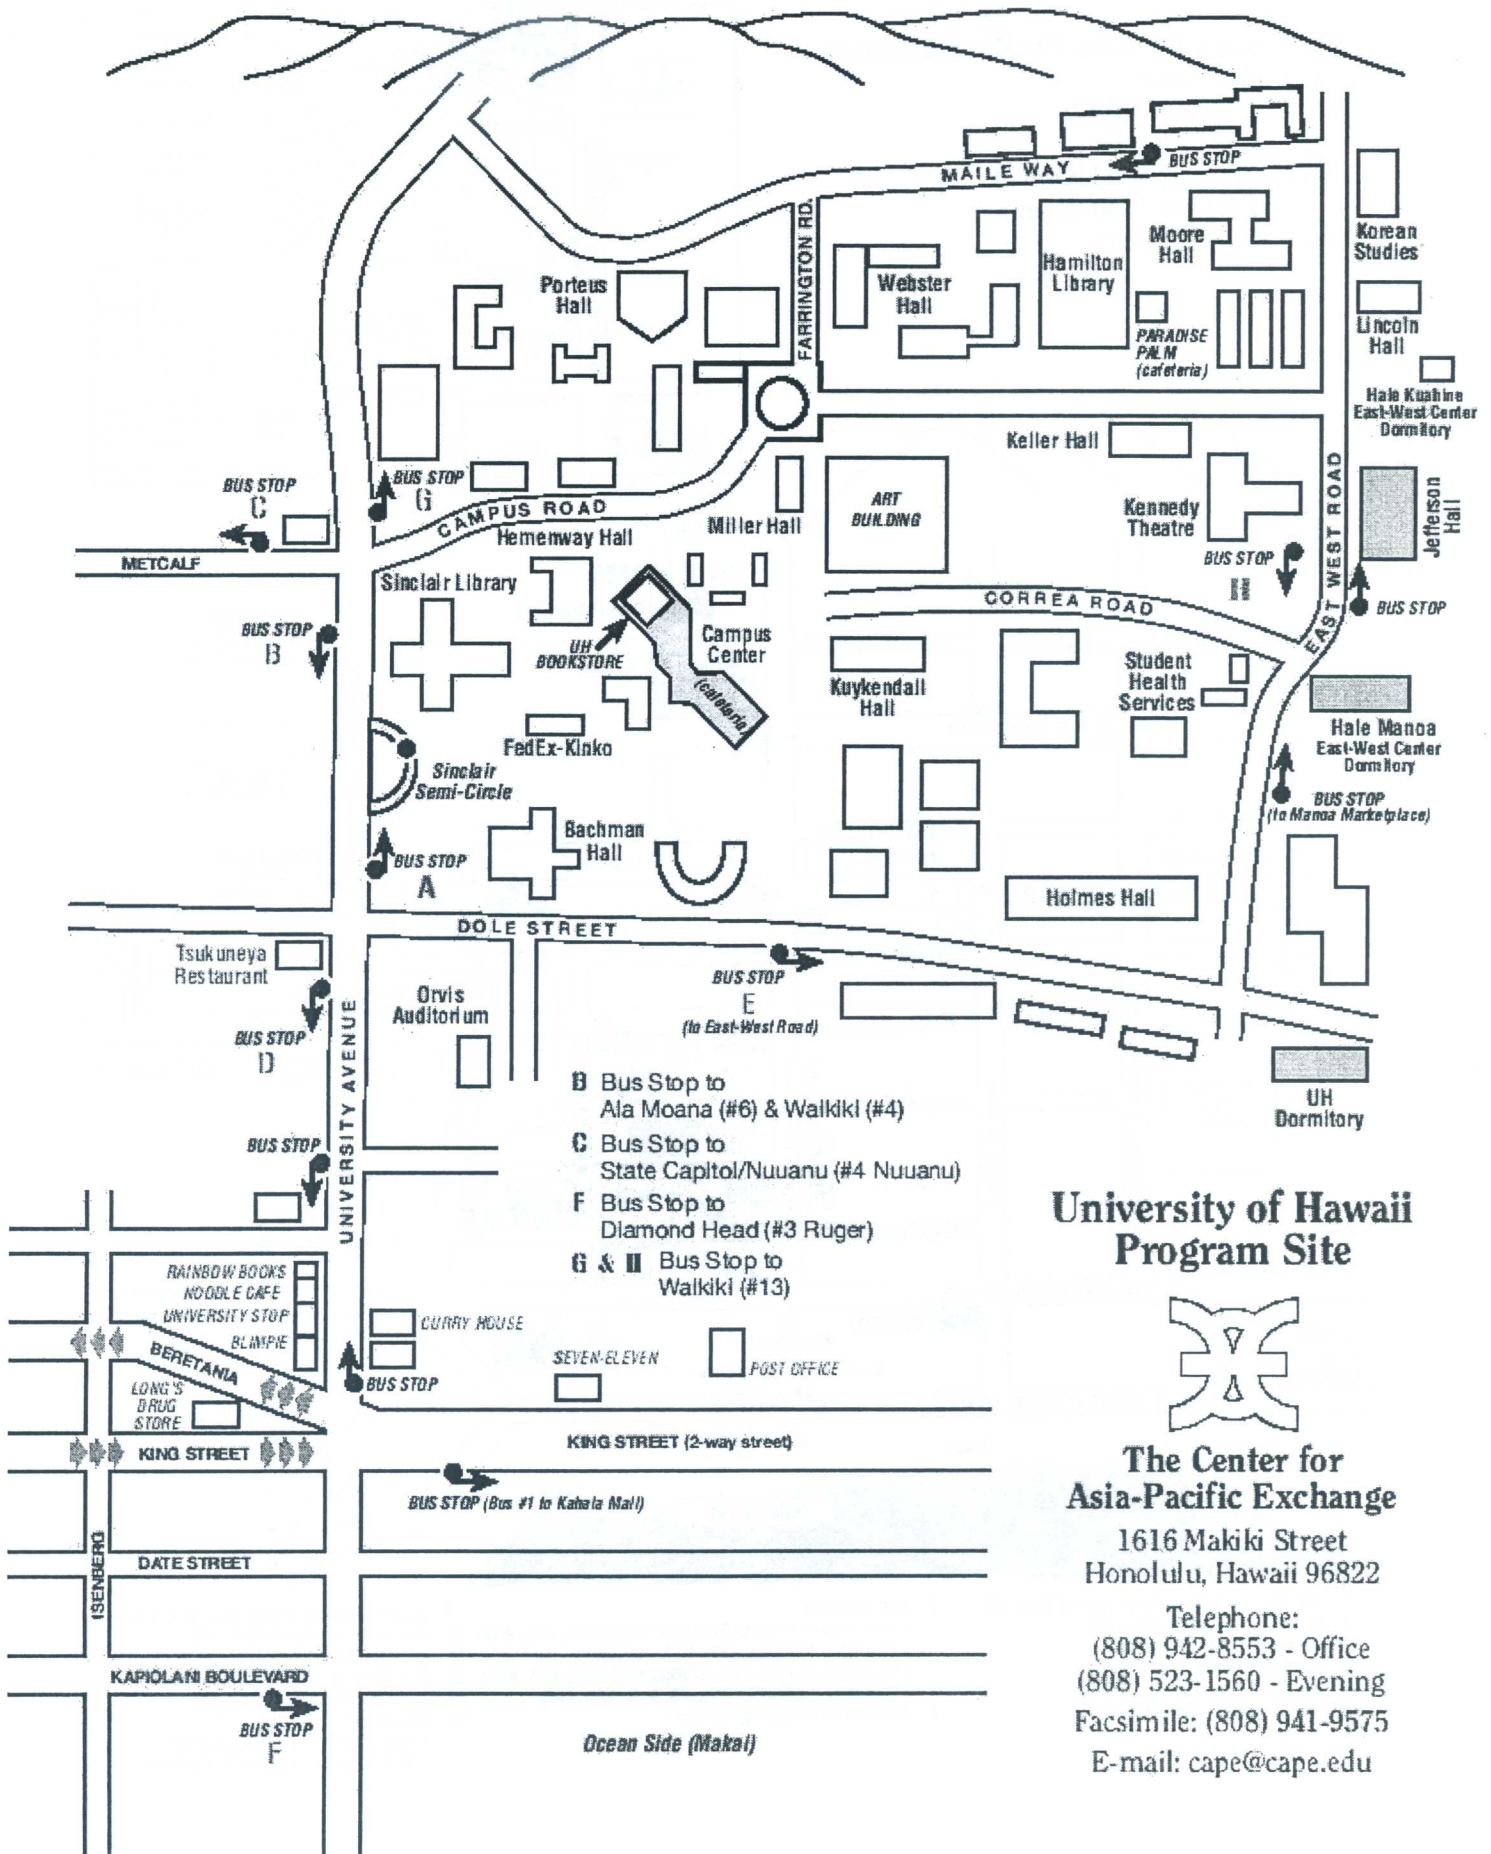 MAILE WAY
BUS STOP
FARRINGTON RD.
Porteus
Hall
Webster
Hall
Hamilton
Library
Moore
Hall
Korean
Studies
PARADISE
PALM
(cafeteria)
Lincoln
Hall
Hale Kuahine
East-West Center
Dormitory
Keller Hall
BUS STOP
C
BUS STOP
G
CAMPUS ROAD
Hemenway Hall
Miller Hall
ART
BUILDING
Kennedy
Theatre
EAST WEST ROAD
Jefferson
Hall
METCALF
BUS STOP
H
BUS STOP
Sinclair Library
CORREA ROAD
BUS STOP
B
UH
BOOKSTORE
Campus
Center
(cafeteria)
Kuykendall
Hall
Student
Health
Services
Hale Manoa
East-West Center
Dormitory
FedEx-Kinko
Sinclair
Semi-Circle
BUS STOP
(to Manoa Marketplace)
Bachman
Hall
BUS STOP
A
Holmes Hall
DOLE STREET
Tsukuneya
Restaurant
BUS STOP
E
(to East-West Road)
Orvis
Auditorium
BUS STOP
D
UNIVERSITY AVENUE
UH
Dormitory
B Bus Stop to
Ala Moana (#6) & Waikiki (#4)
C Bus Stop to
State Capitol/Nuuanu (#4 Nuuanu)
F Bus Stop to
Diamond Head (#3 Ruger)
G & H Bus Stop to
Waikiki (#13)
BUS STOP
RAINBOW BOOKS
NOODLE CAFE
UNIVERSITY STOP
BLIMPIE
BERETANIA
LONG'S
DRUG
STORE
CURRY HOUSE
SEVEN-ELEVEN
POST OFFICE
BUS STOP
KING STREET
KING STREET (2-way street)
BUS STOP (Bus #1 to Kahala Mall)
ISENBERG
DATE STREET
KAPIOLANI BOULEVARD
BUS STOP
F
Ocean Side (Makai)
University of Hawaii
Program Site
The Center for
Asia-Pacific Exchange
1616 Makiki Street
Honolulu, Hawaii 96822
Telephone:
(808) 942-8553 - Office
(808) 523-1560 - Evening
Facsimile: (808) 941-9575
E-mail: cape@cape.edu